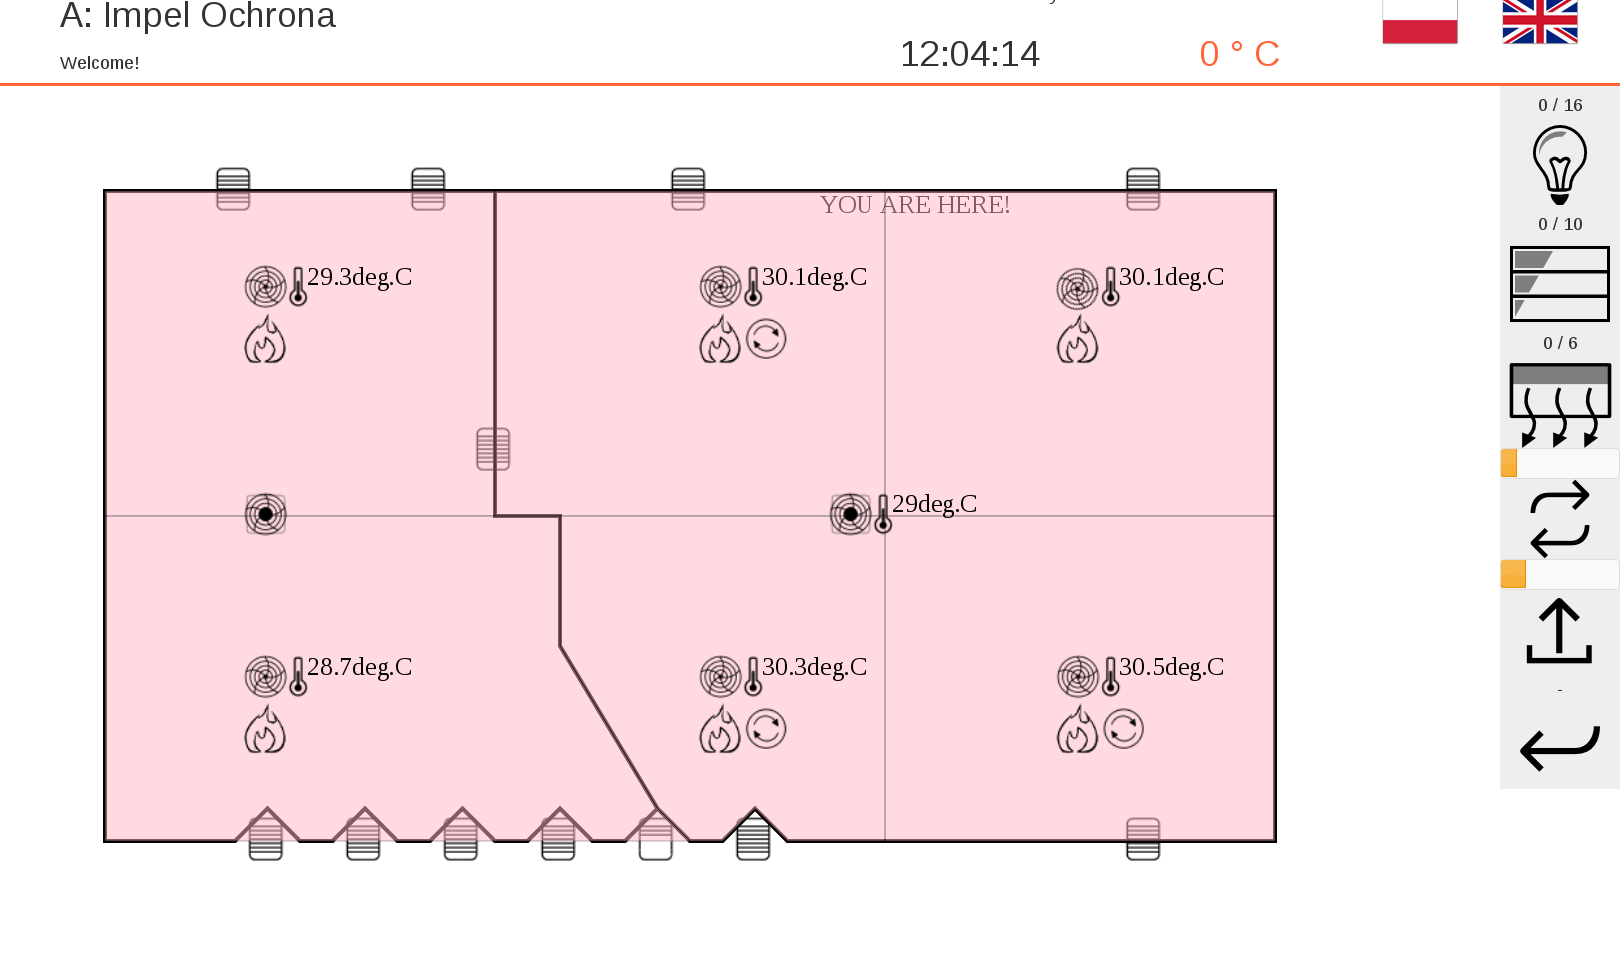 A: Impel Ochrona
Welcome!
12:04:14
0 ° C
0 / 16
0 / 10
0 / 6
-
YOU ARE HERE!
29.3deg.C
30.1deg.C
30.1deg.C
29deg.C
28.7deg.C
30.3deg.C
30.5deg.C